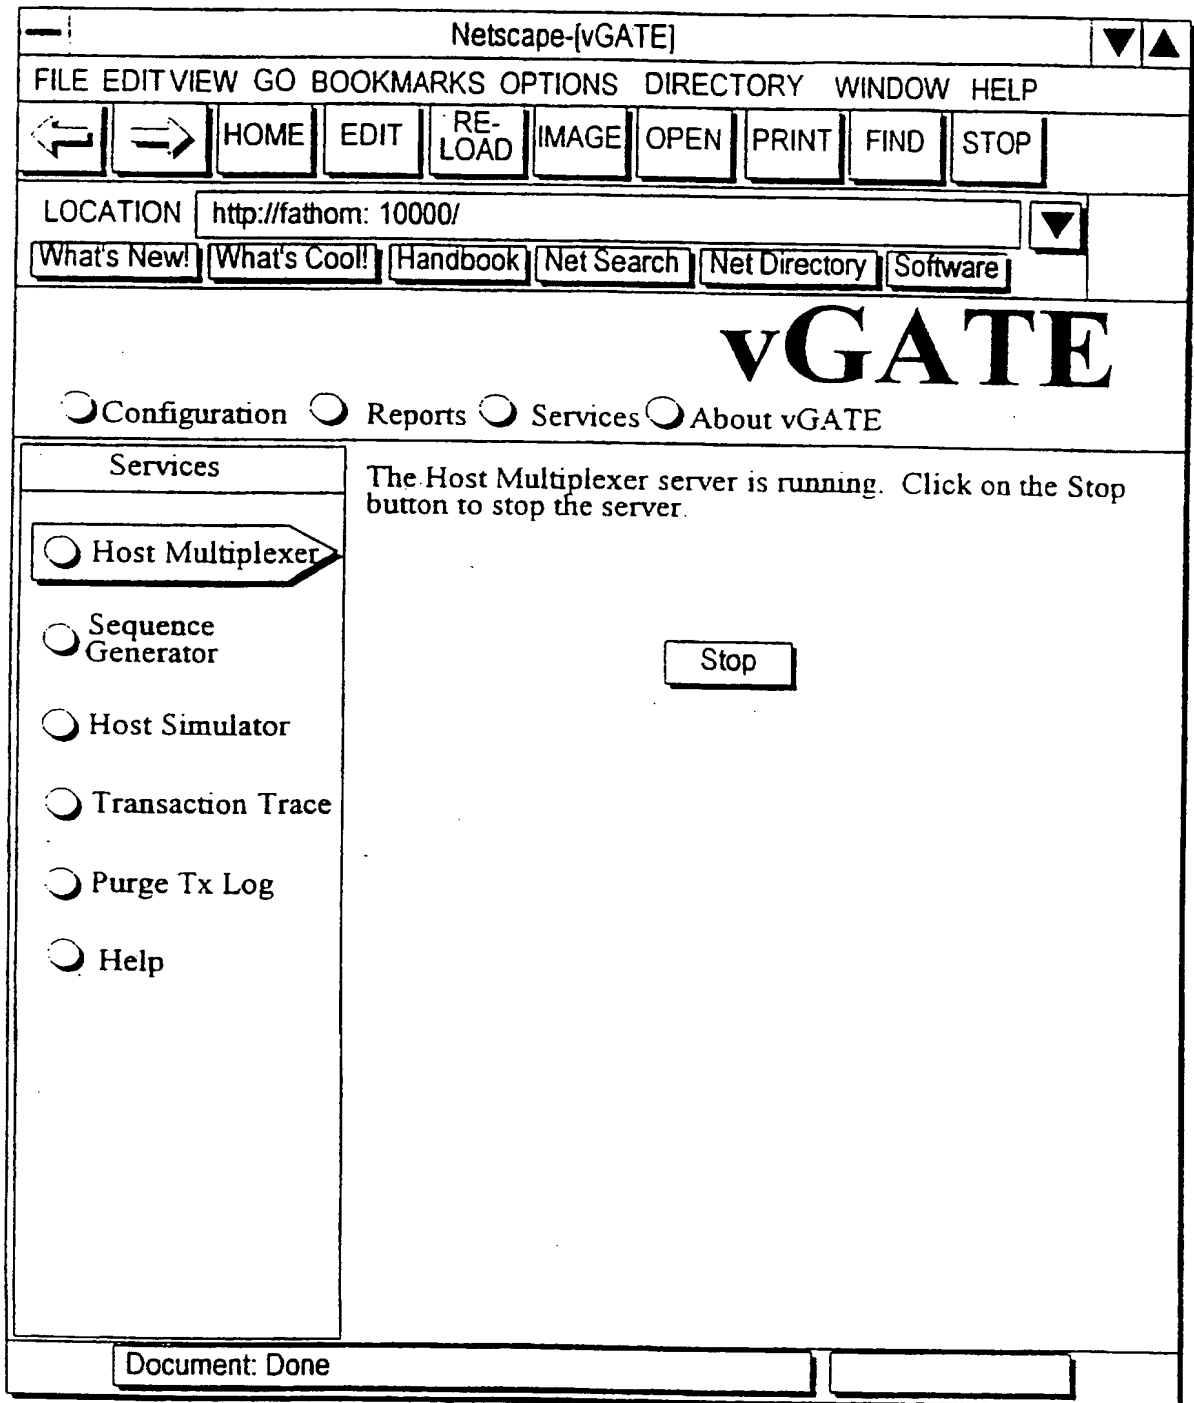 Netscape-[vGATE]
FILE EDIT VIEW GO BOOKMARKS OPTIONS DIRECTORY WINDOW HELP
HOME EDIT RE-LOAD IMAGE OPEN PRINT FIND STOP
LOCATION http://fathom: 10000/
What's New! What's Cool! Handbook Net Search Net Directory Software
vGATE
Configuration Reports Services About vGATE
Services
The Host Multiplexer server is running. Click on the Stop
button to stop the server.
Host Multiplexer
Sequence
Generator
Stop
Host Simulator
Transaction Trace
Purge Tx Log
Help
Document: Done